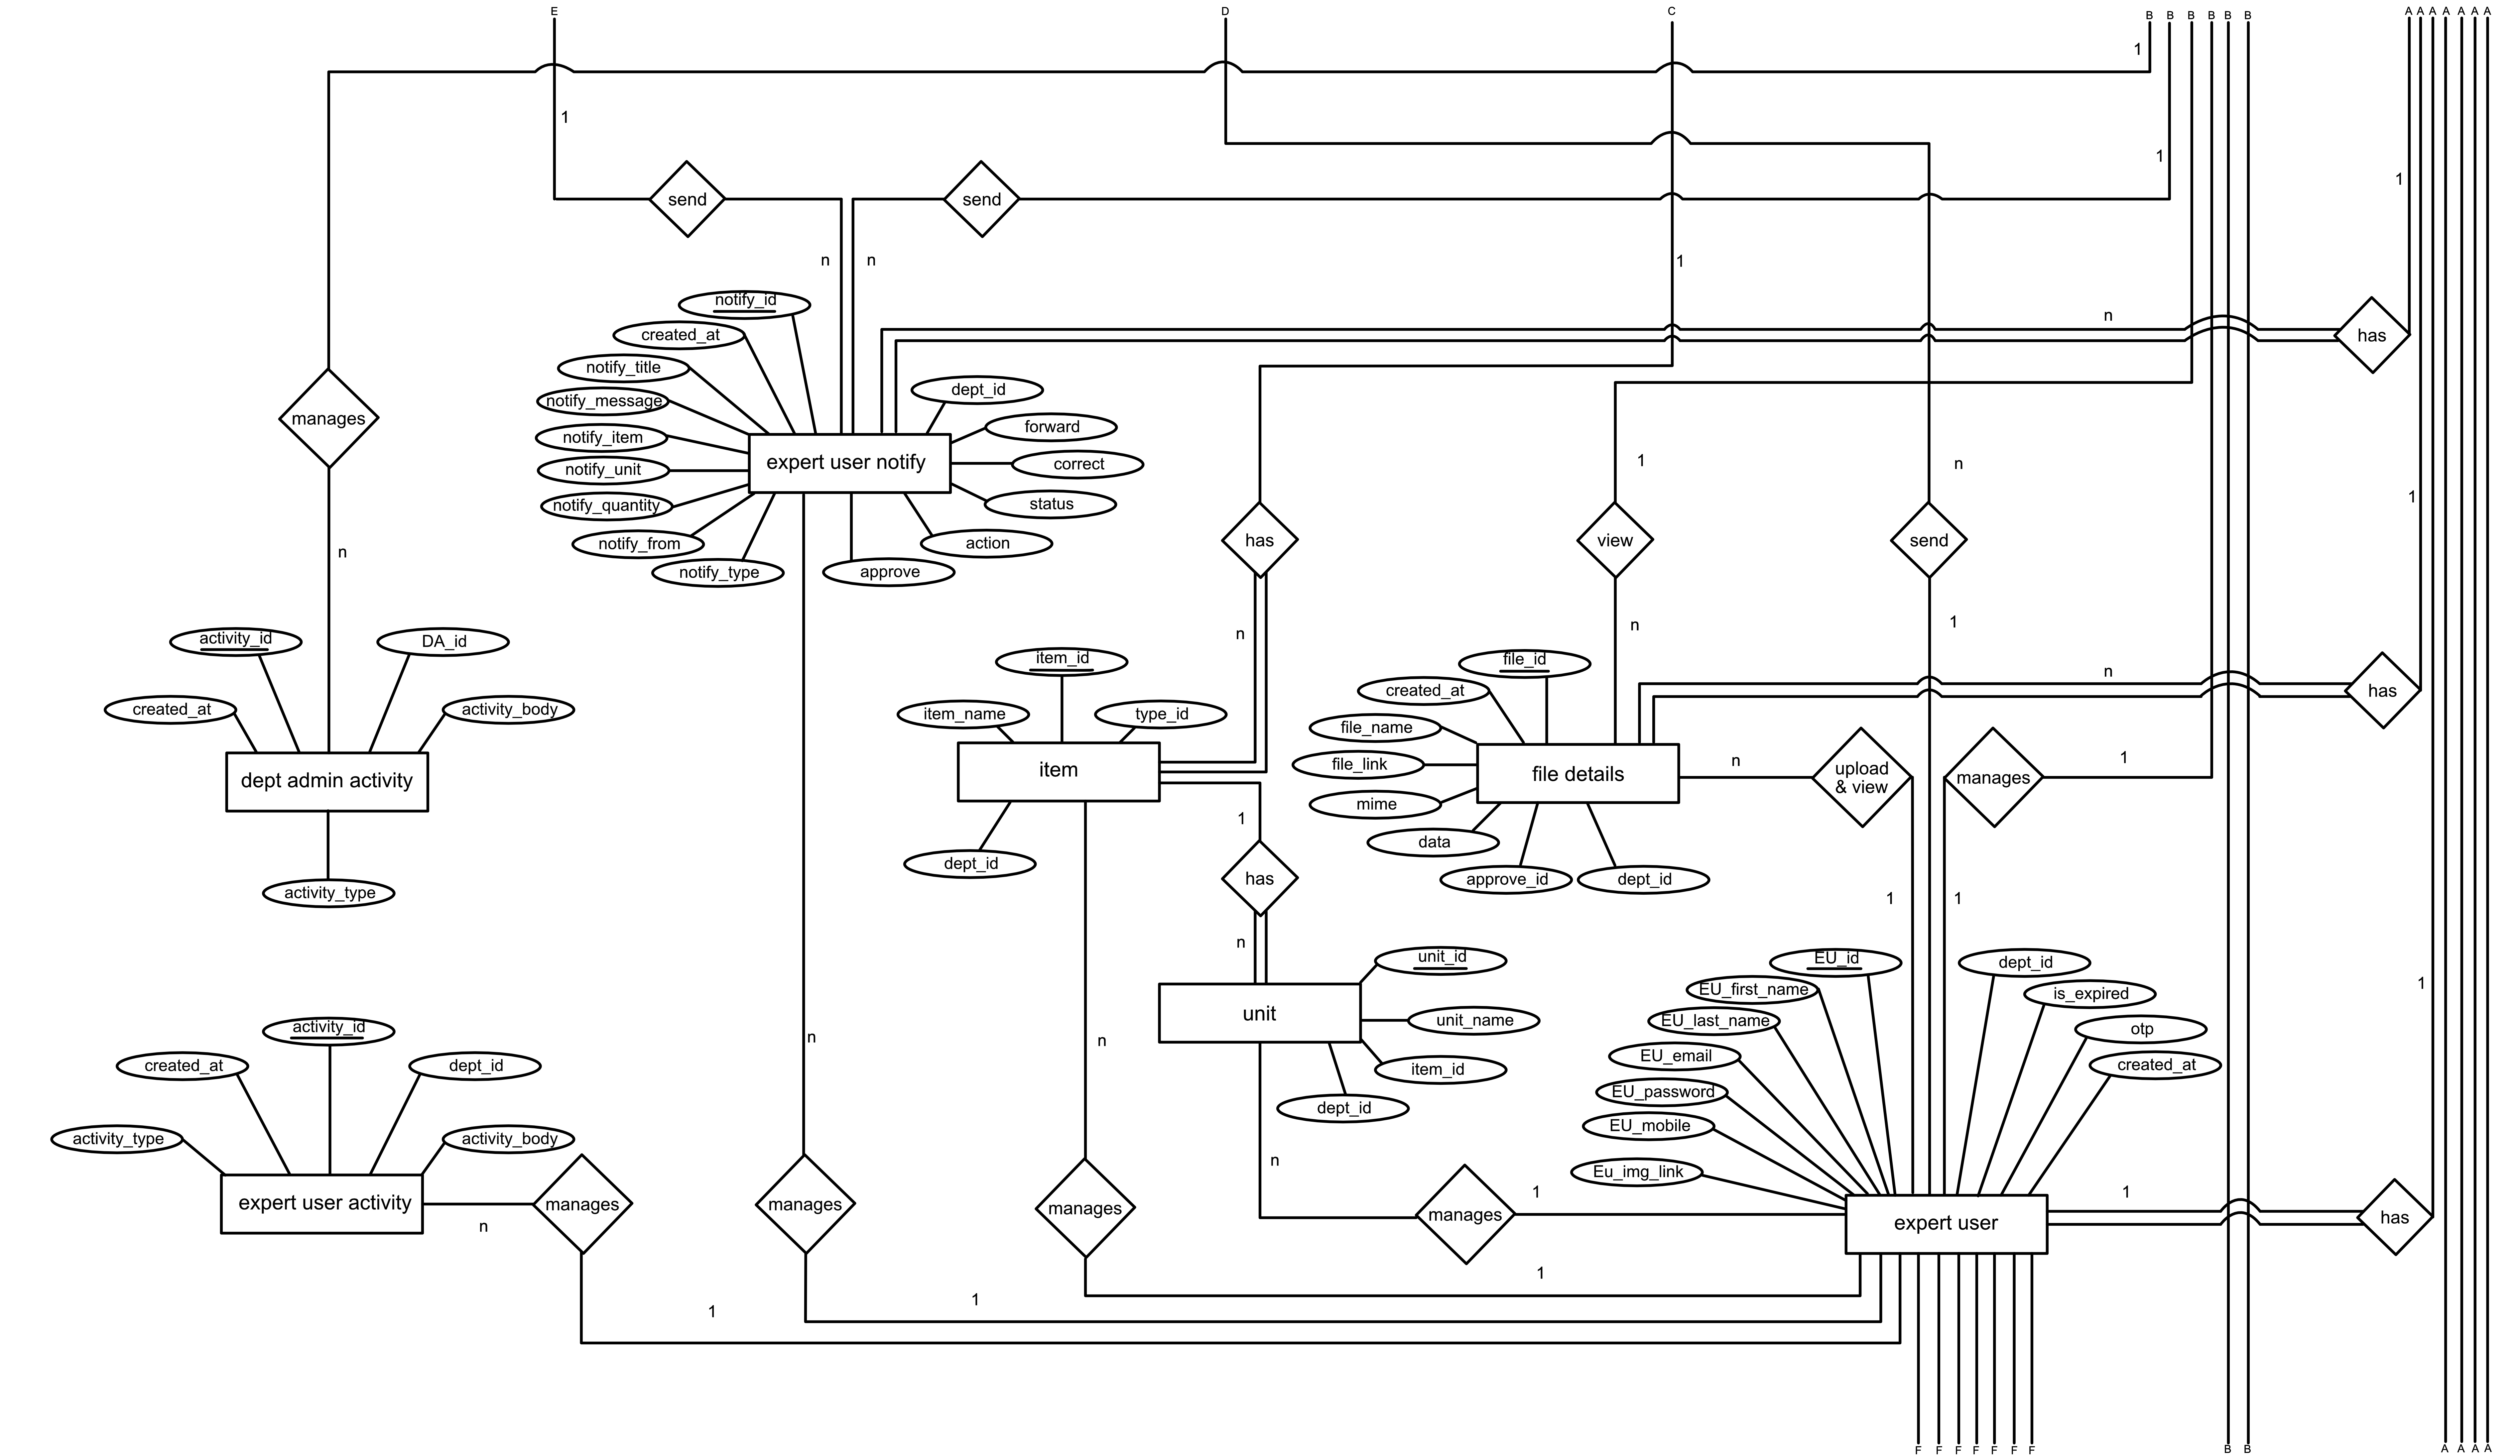 E
D
C
B
B
B
B
B
B
A
A
A
A
A
A
A
1
1
1
1
send
send
n
n
1
n
has
notify_id
created_at
notify_title
notify_message
notify_item
notify_unit
notify_quantity
notify_from
notify_type
approve
action
status
correct
forward
dept_id
expert user notify
manages
n
1
n
1
has
view
send
n
n
1
n
has
activity_id
DA_id
created_at
activity_body
dept admin activity
activity_type
item_id
item_name
type_id
item
dept_id
file_id
created_at
file_name
file_link
mime
data
approve_id
dept_id
file details
n
upload
& view
manages
1
1
has
n
1
1
1
n
n
unit_id
unit_name
item_id
dept_id
unit
n
EU_id
EU_first_name
EU_last_name
EU_email
EU_password
EU_mobile
Eu_img_link
dept_id
is_expired
otp
created_at
expert user
activity_id
created_at
dept_id
activity_type
activity_body
expert user activity
n
manages
manages
manages
manages
1
1
has
1
1
1
F
F
F
F
F
F
F
B
B
A
A
A
A